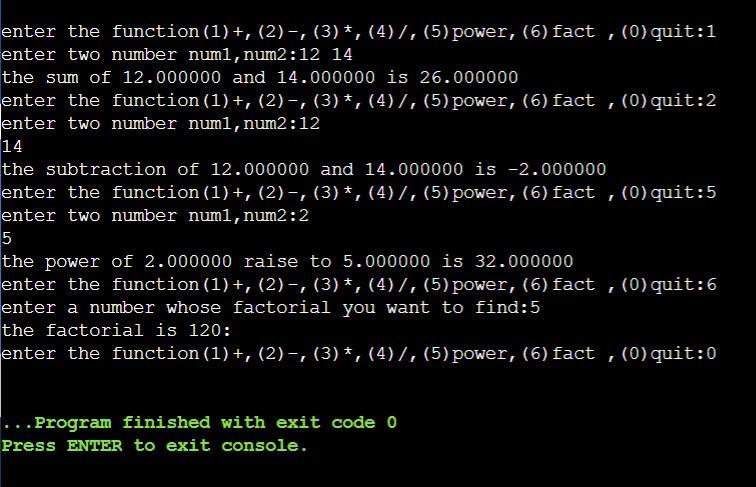 enter the function(1)+,(2)-,(3)*,(4)/,(5)power,(6)fact ,(0)quit:1
enter two number num1,num2:12 14
the sum of 12.000000 and 14.000000 is 26.000000
enter the function(1)+,(2)-,(3)*,(4)/,(5)power,(6)fact ,(0)quit:2
enter two number num1,num2:12
14
the subtraction of 12.000000 and 14.000000 is -2.000000
enter the function(1)+,(2)-,(3)*,(4)/,(5)power,(6)fact ,(0)quit:5
enter two number num1,num2:2
5
the power of 2.000000 raise to 5.000000 is 32.000000
enter the function(1)+,(2)-,(3)*,(4)/,(5)power,(6)fact ,(0)quit:6
enter a number whose factorial you want to find:5
the factorial is 120:
enter the function(1)+,(2)-,(3)*,(4)/,(5)power,(6)fact ,(0)quit:0
...Program finished with exit code 0
Press ENTER to exit console.